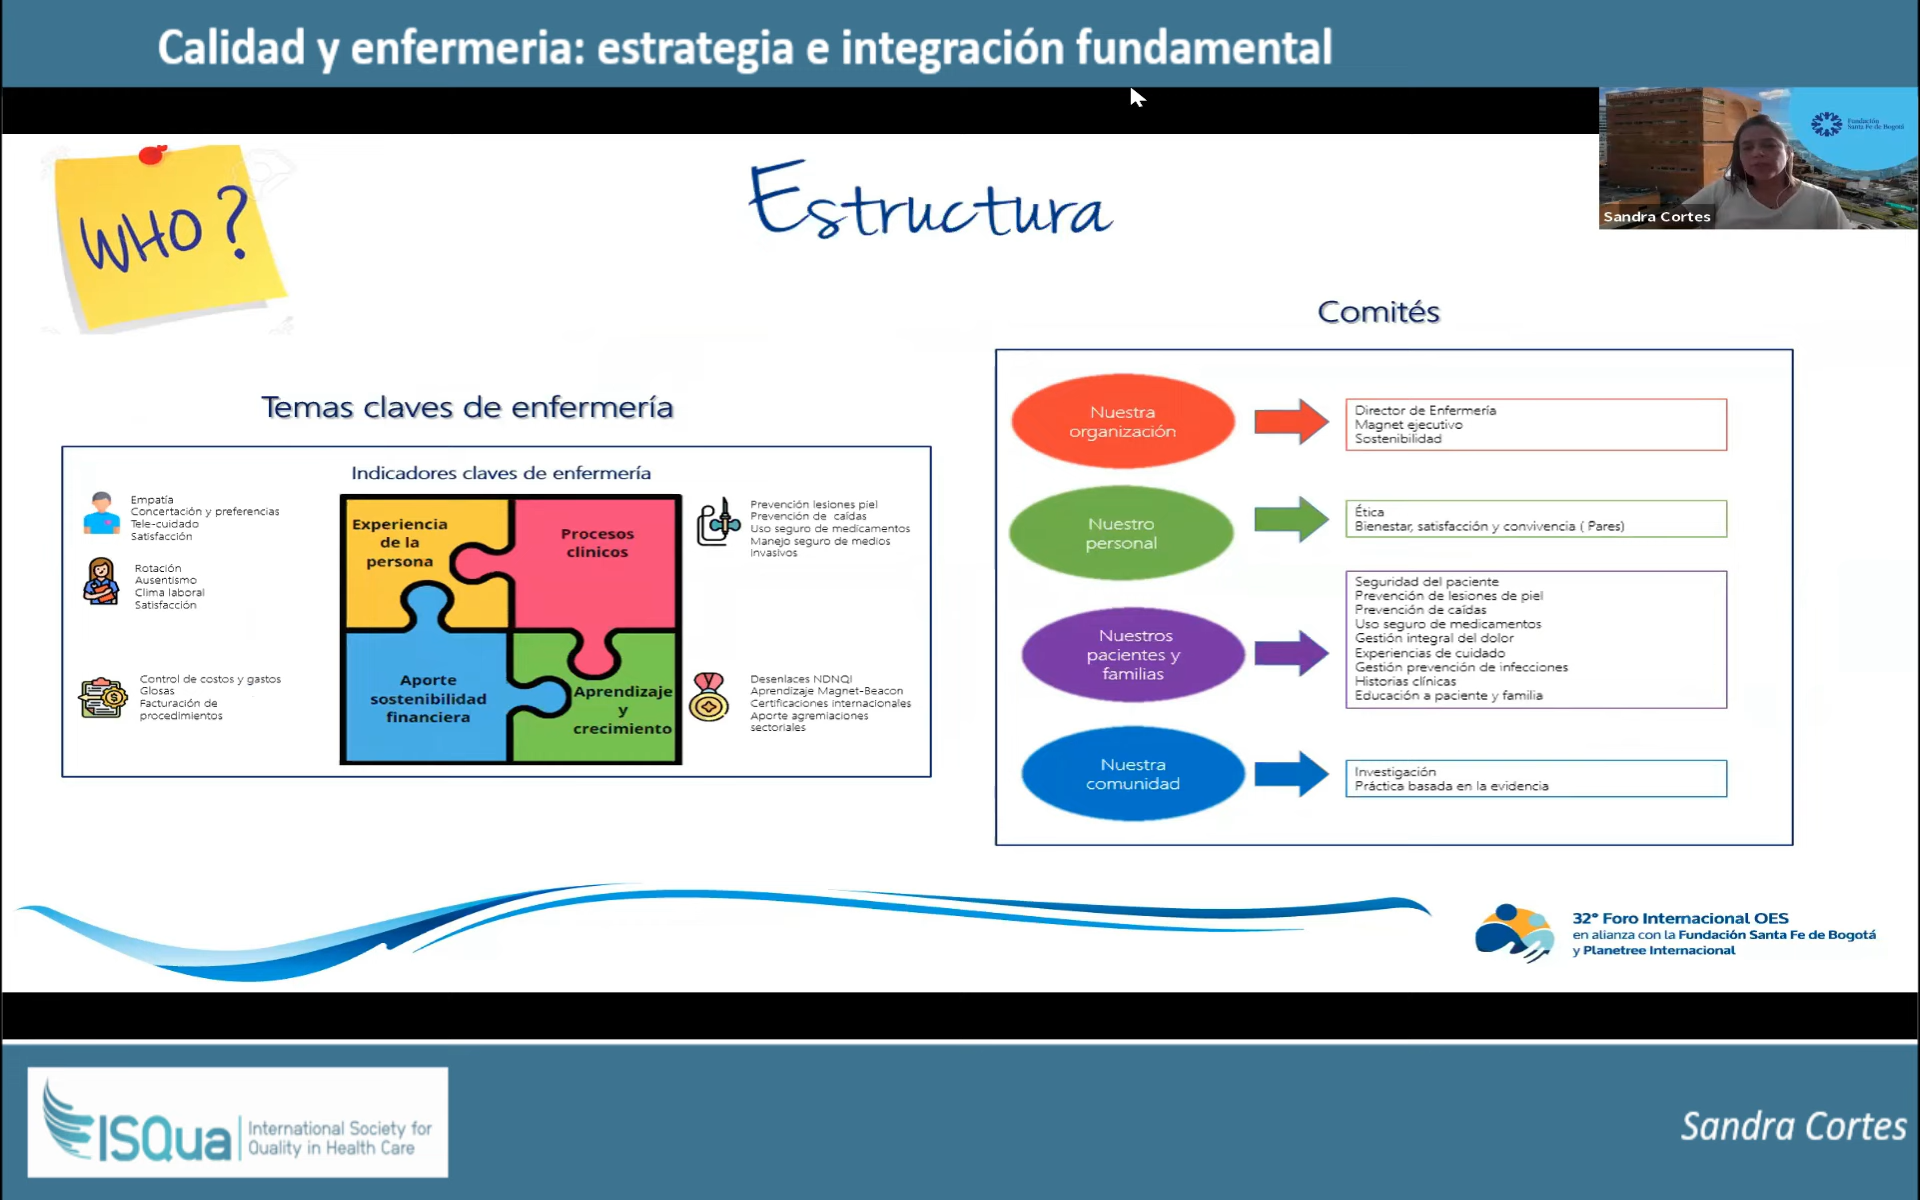 Calidad y enfermeria: estrategia e integración fundamental
WHO?
Estructura
Fundación
Santa Fe de Bogotá
Sandra Cortes
Temas claves de enfermería
Indicadores claves de enfermería
Empatía
Concertación y preferencias
Tele-cuidado
Satisfacción
Rotación
Ausentismo
Clima laboral
Satisfacción
Control de costos y gastos
Glosas
Facturación de
procedimientos
Experiencia
de la
persona
Procesos
clínicos
Aporte
sostenibilidad
financiera
Aprendizaje
y
crecimiento
Prevención lesiones piel
Prevención de caídas
Uso seguro de medicamentos
Manejo seguro de medios
Invasivos
Desenlaces NDNQI
Aprendizaje Magnet-Beacon
Certificaciones internacionales
Aporte agremiaciones
sectoriales
Comités
Nuestra
organización
Director de Enfermería
Magnet ejecutivo
Sostenibilidad
Nuestro
personal
Ética
Bienestar, satisfacción y convivencia ( Pares)
Nuestros
pacientes y
familias
Seguridad del paciente
Prevención de lesiones de piel
Prevención de caídas
Uso seguro de medicamentos
Gestión integral del dolor
Experiencias de cuidado
Gestión prevención de infecciones
Historias clínicas
Educación a paciente y familia
Nuestra
comunidad
Investigación
Práctica basada en la evidencia
32° Foro Internacional OES
en alianza con la Fundación Santa Fe de Bogotá
y Planetree Internacional
ISQua
International Society for
Quality in Health Care
Sandra Cortes